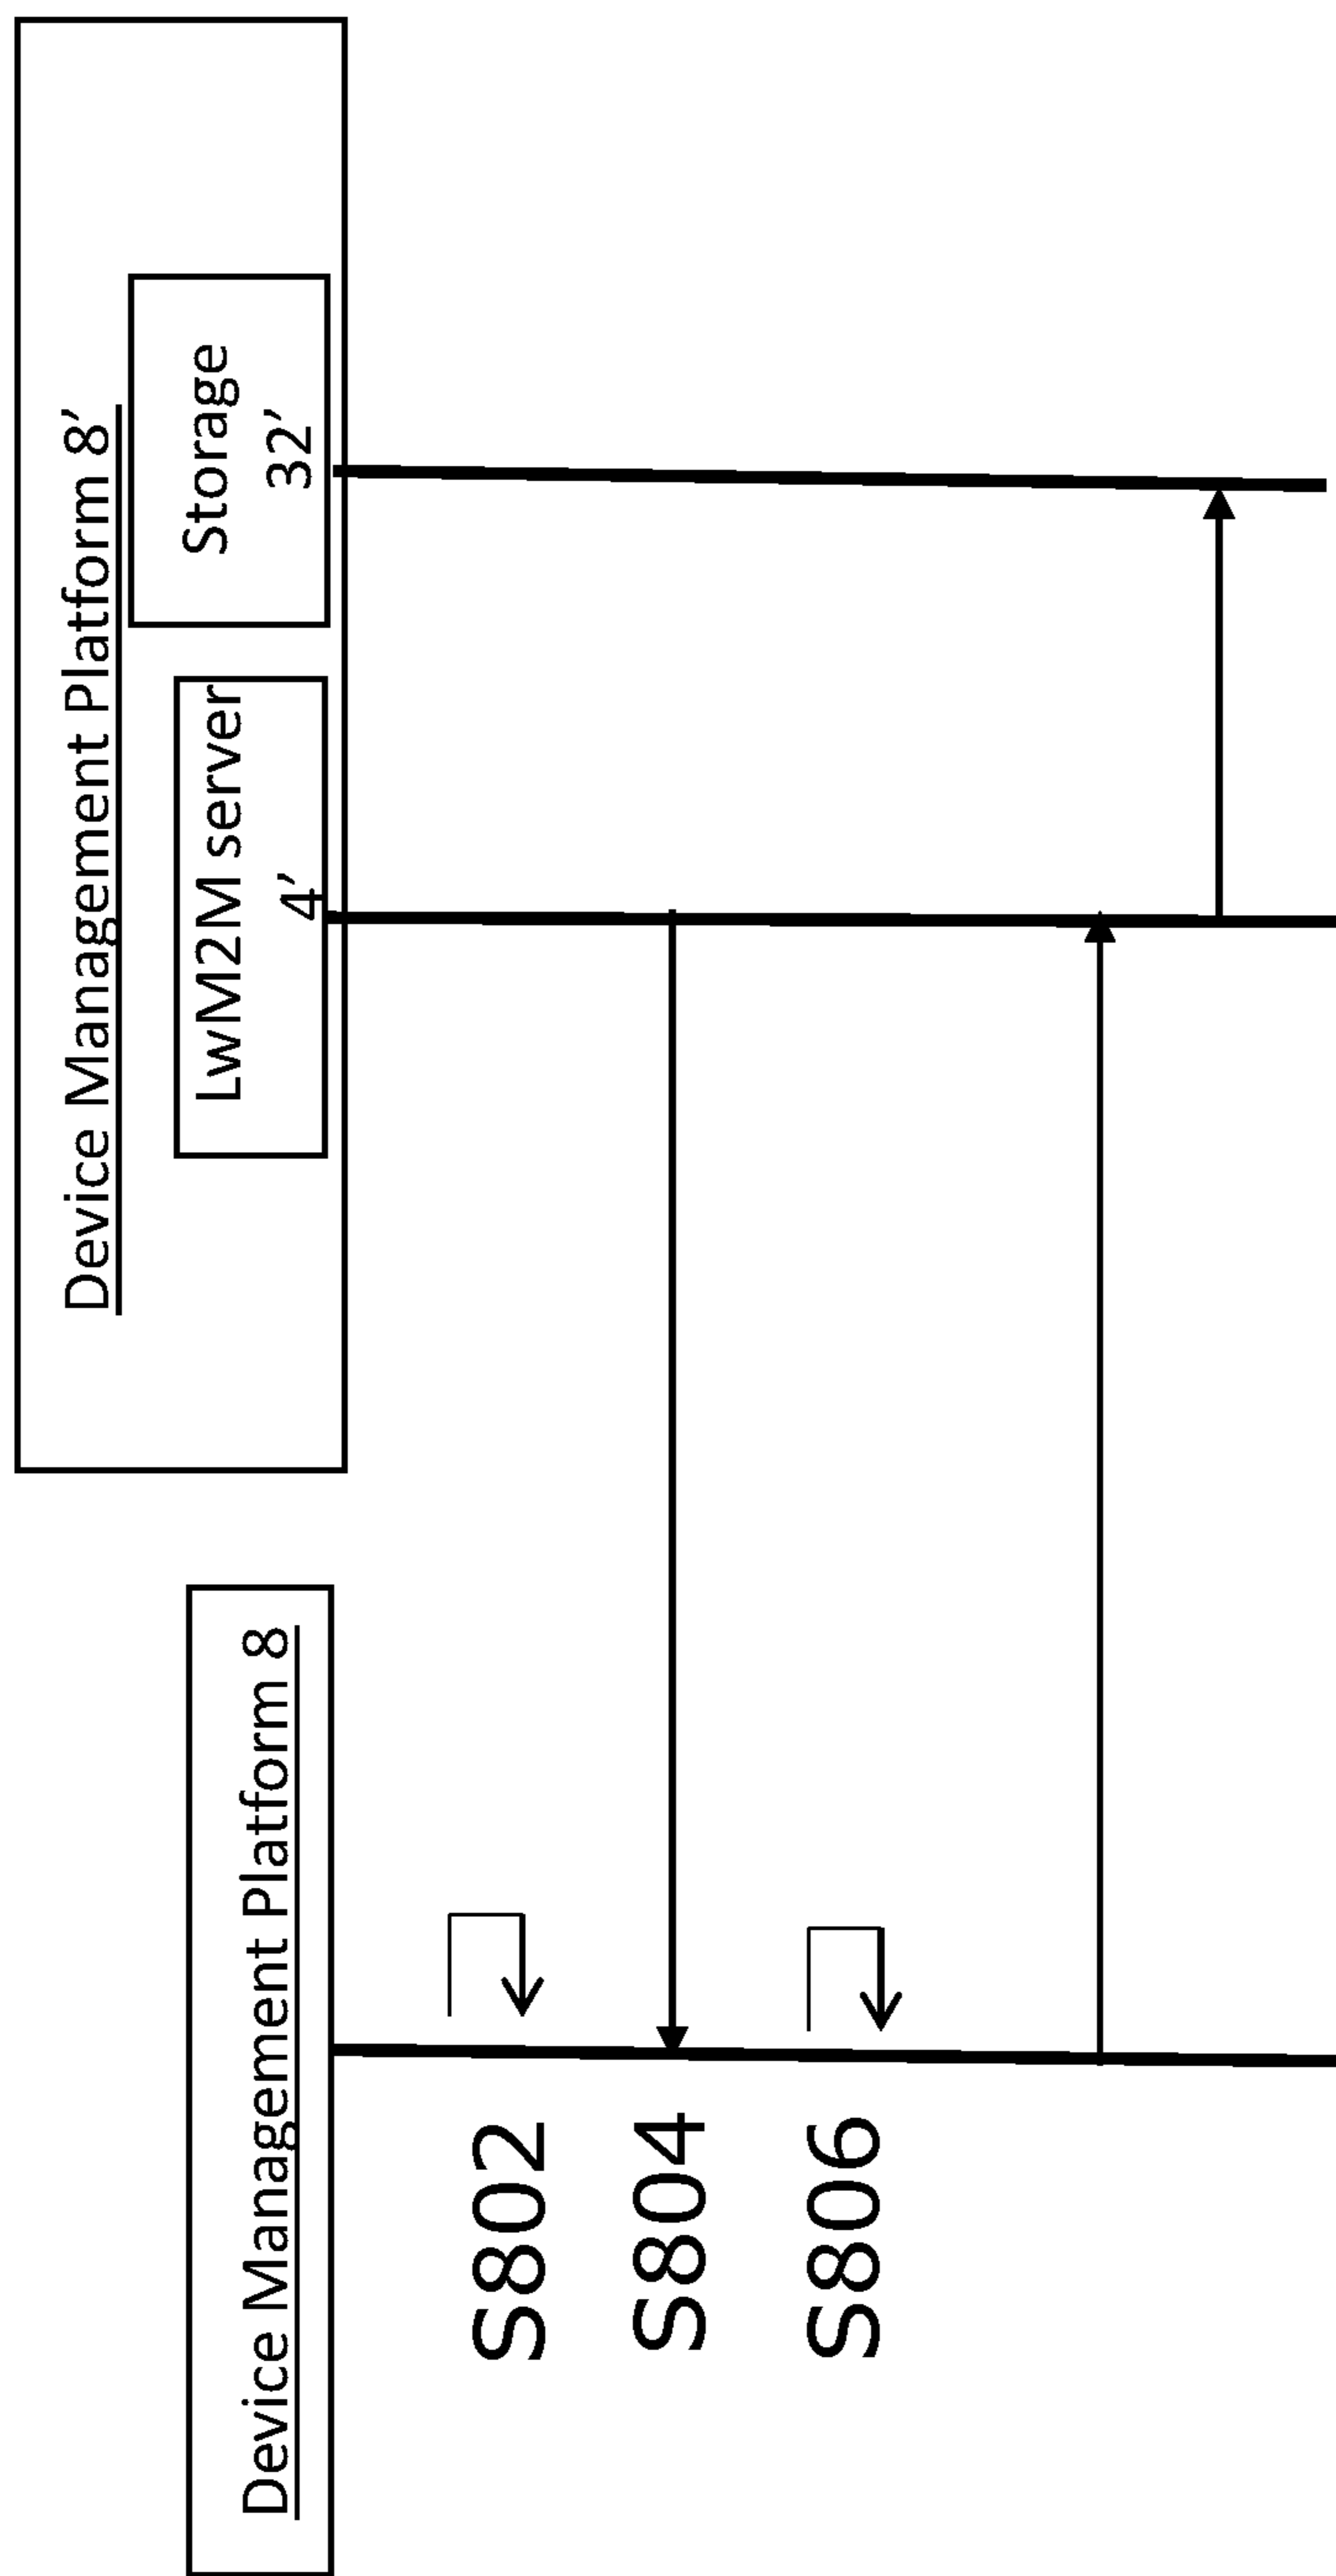 Device Management Platform 8
Device Management Platform 8’
LwM2M server
4’
Storage
32’
S802
S804
S806